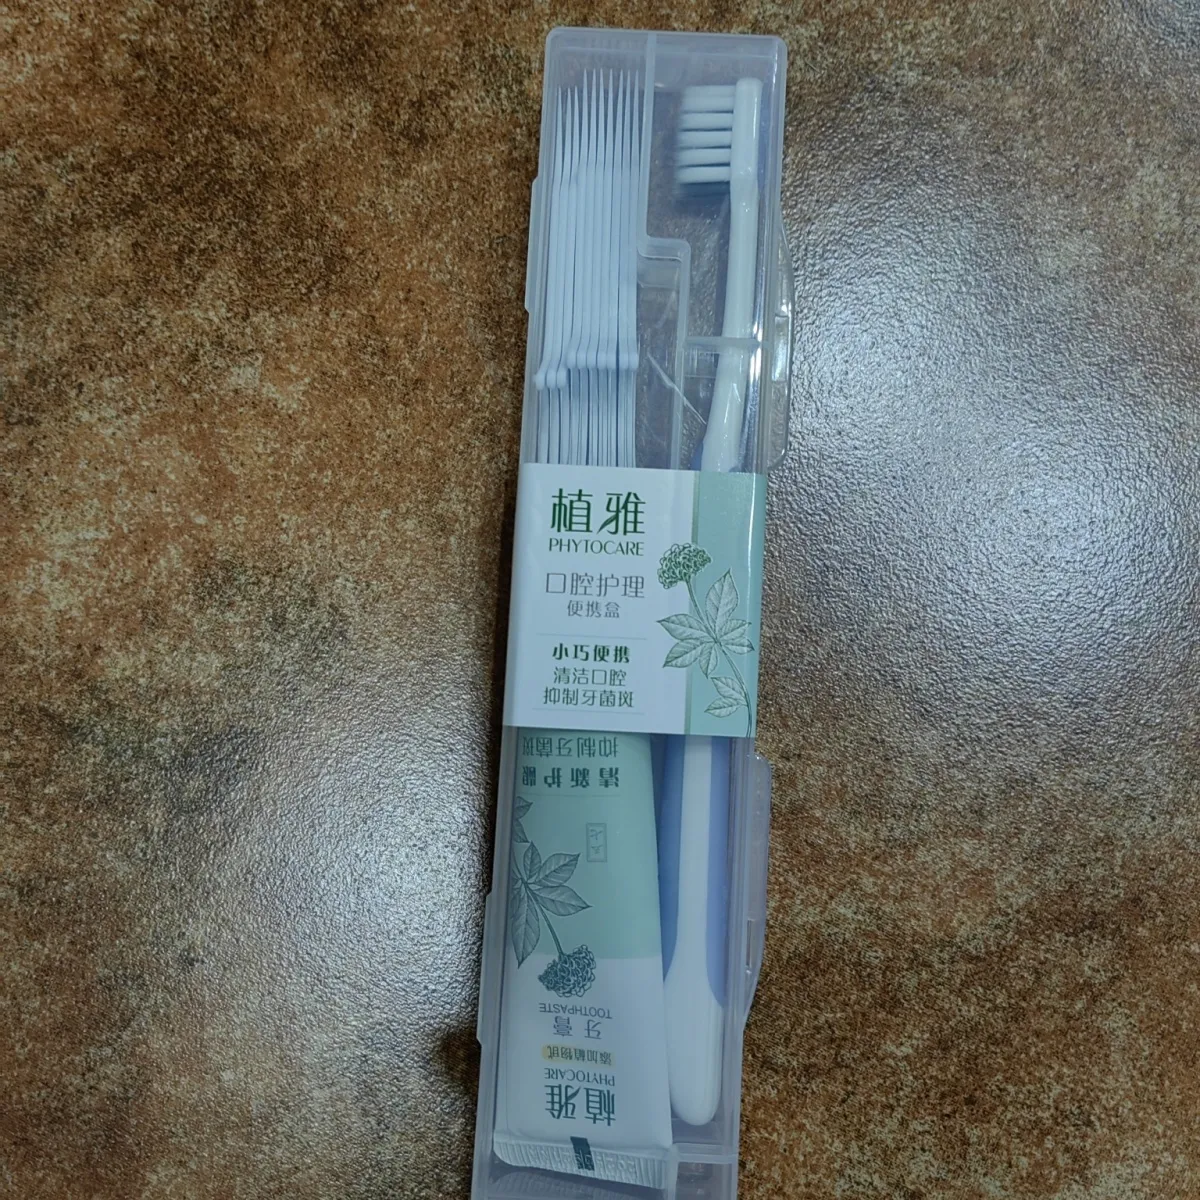 植雅
PHYTOCARE
口腔护理
便携盒
小巧便携
清洁口腔
抑制牙菌斑
抑制牙菌斑
清新护龈
三七
TOOTHPASTE
牙膏
PHYTOCARE
植雅